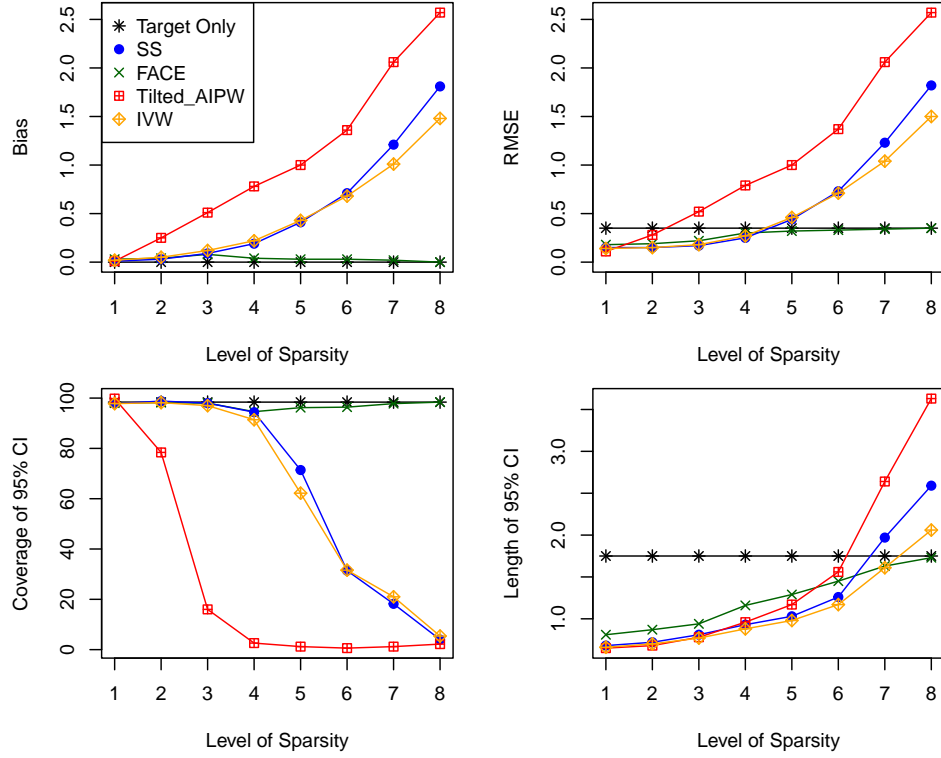 Bias
0.0 0.5 1.0 1.5 2.0 2.5
Target Only
SS
FACE
Tilted_AIPW
IVW
1 2 3 4 5 6 7 8
Level of Sparsity
RMSE
0.0 0.5 1.0 1.5 2.0 2.5
1 2 3 4 5 6 7 8
Level of Sparsity
Coverage of 95% CI
0 20 40 60 80 100
1 2 3 4 5 6 7 8
Level of Sparsity
Length of 95% CI
1.0 2.0 3.0
1 2 3 4 5 6 7 8
Level of Sparsity